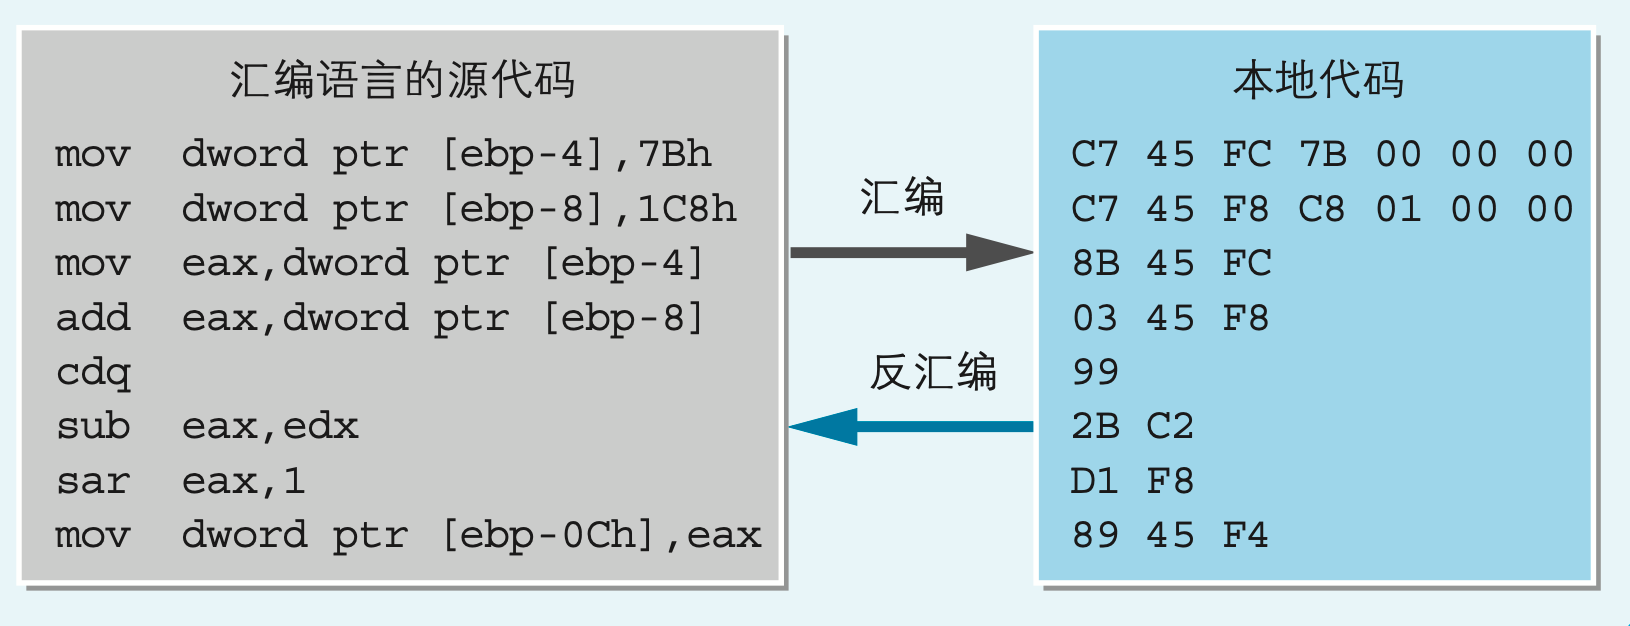 汇编语言的源代码
mov  dword ptr [ebp-4],7Bh
mov  dword ptr [ebp-8],1C8h
mov  eax,dword ptr [ebp-4]
add  eax,dword ptr [ebp-8]
cdq
sub  eax,edx
sar  eax,1
mov  dword ptr [ebp-0Ch],eax
汇编
反汇编
本地代码
C7 45 FC 7B 00 00 00
C7 45 F8 C8 01 00 00
8B 45 FC
03 45 F8
99
2B C2
D1 F8
89 45 F4